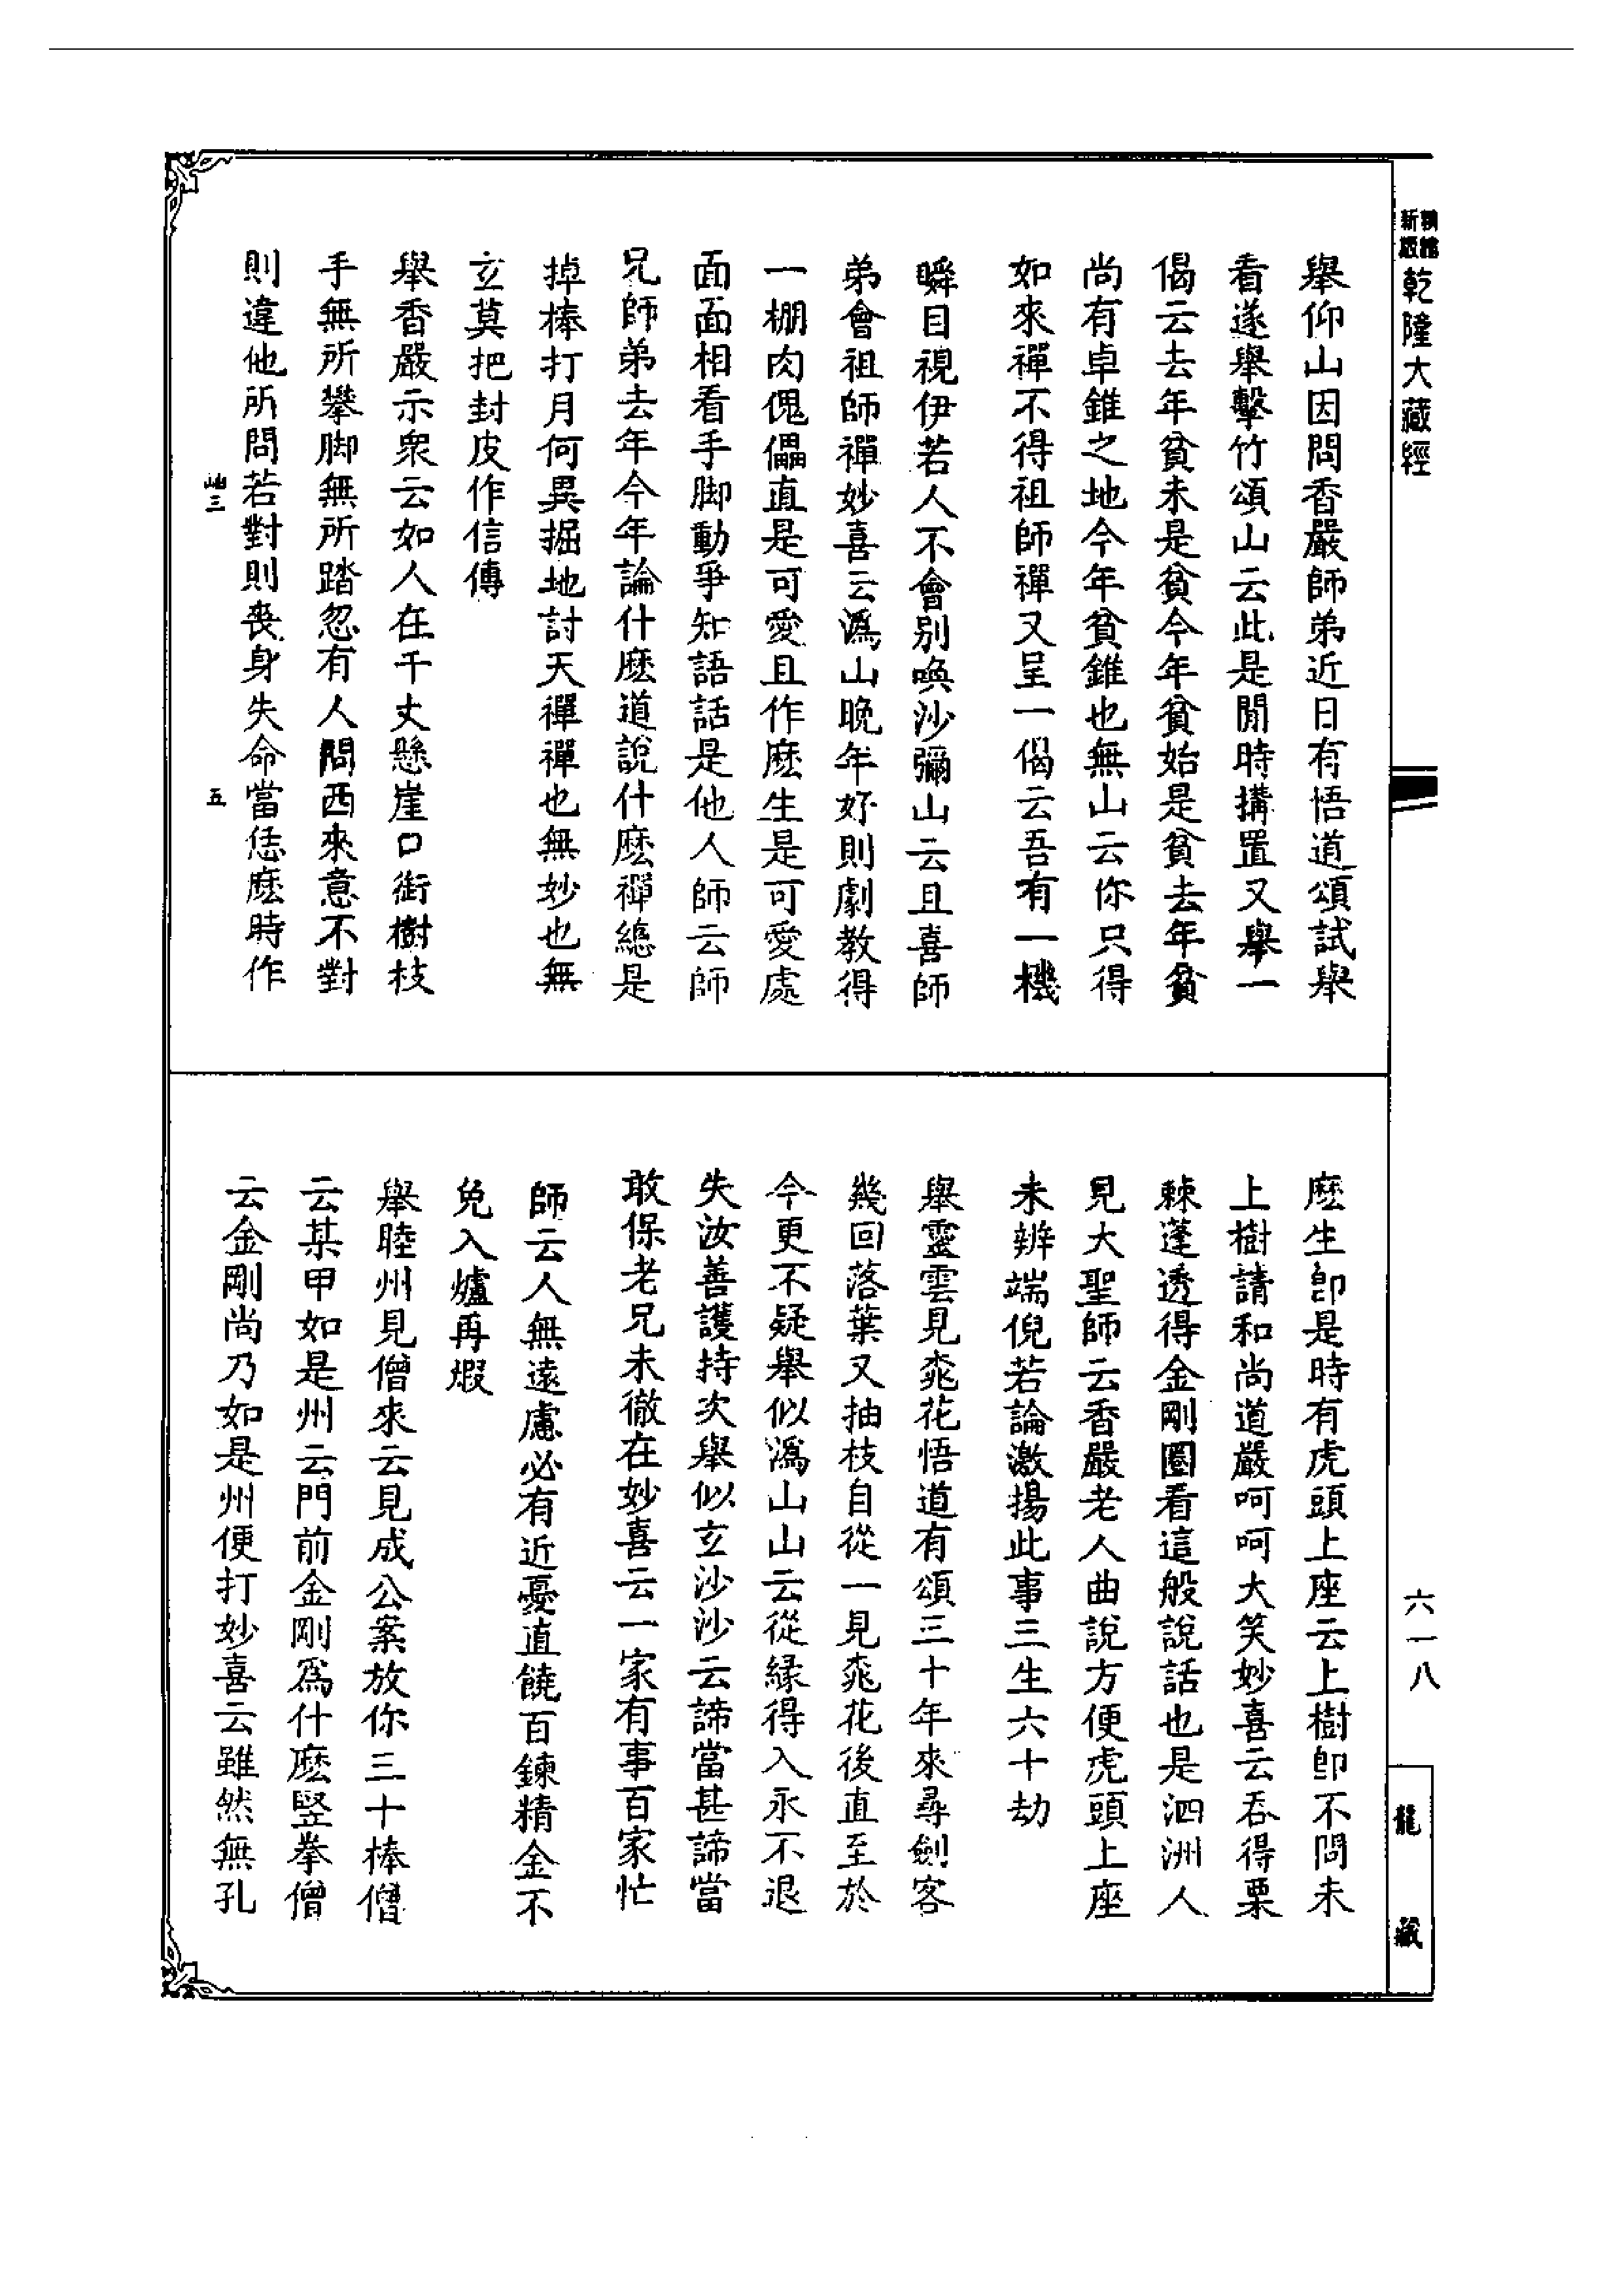 乾隆大藏經
舉仰山因問香嚴師弟近日有悟道頌試舉
看遂舉擊竹頌山云此是閒時搆置又舉一
偈云去年貧未是貧今年貧始是貧去年貧
尚有卓錐之地今年貧錐也無山云你只得
如來禪不得祖師禪又呈一偈云吾有一機
瞬目視伊若人不會別喚沙彌山云且喜師
弟會祖師禪妙喜云溈山晚年好則劇教得
一棚肉傀儡直是可愛且作麽生是可愛處
面面相看手脚動爭知語話是他人師云師
兄師弟去年今年論什麽道說什麽禪總是
掉棒打月何異掘地討天禪禪也無妙也無
玄莫把封皮作信傳
舉香嚴示衆云如人在千丈懸崖口銜樹枝
手無所攀脚無所踏忽有人問西來意不對
則違他所問若對則喪身失命當恁麽時作
三 五
麽生卽是時有虎頭上座云上樹卽不問未
上樹請和尚道嚴呵呵大笑妙喜云吞得栗
棘蓬透得金剛圈看這般說話也是泗洲人
見大聖師云香嚴老人曲說方便虎頭上座
未辨端倪若論激揚此事三生六十劫
舉靈雲見桃花悟道有頌三十年來尋劍客
幾回落葉又抽枝自從一見桃花後直至於
今更不疑舉似溈山山云從緣得入永不退
失汝善護持次舉似玄沙沙云諦當甚諦當
敢保老兄未徹在妙喜云一家有事百家忙
師云人無遠慮必有近憂直饒百鍊精金不
免入爐再煅
舉睦州見僧來云見成公案放你三十棒僧
云某甲如是州云門前金剛爲什麽竪拳僧
云金剛尚乃如是州便打妙喜云雖然無孔
六一八
龍藏